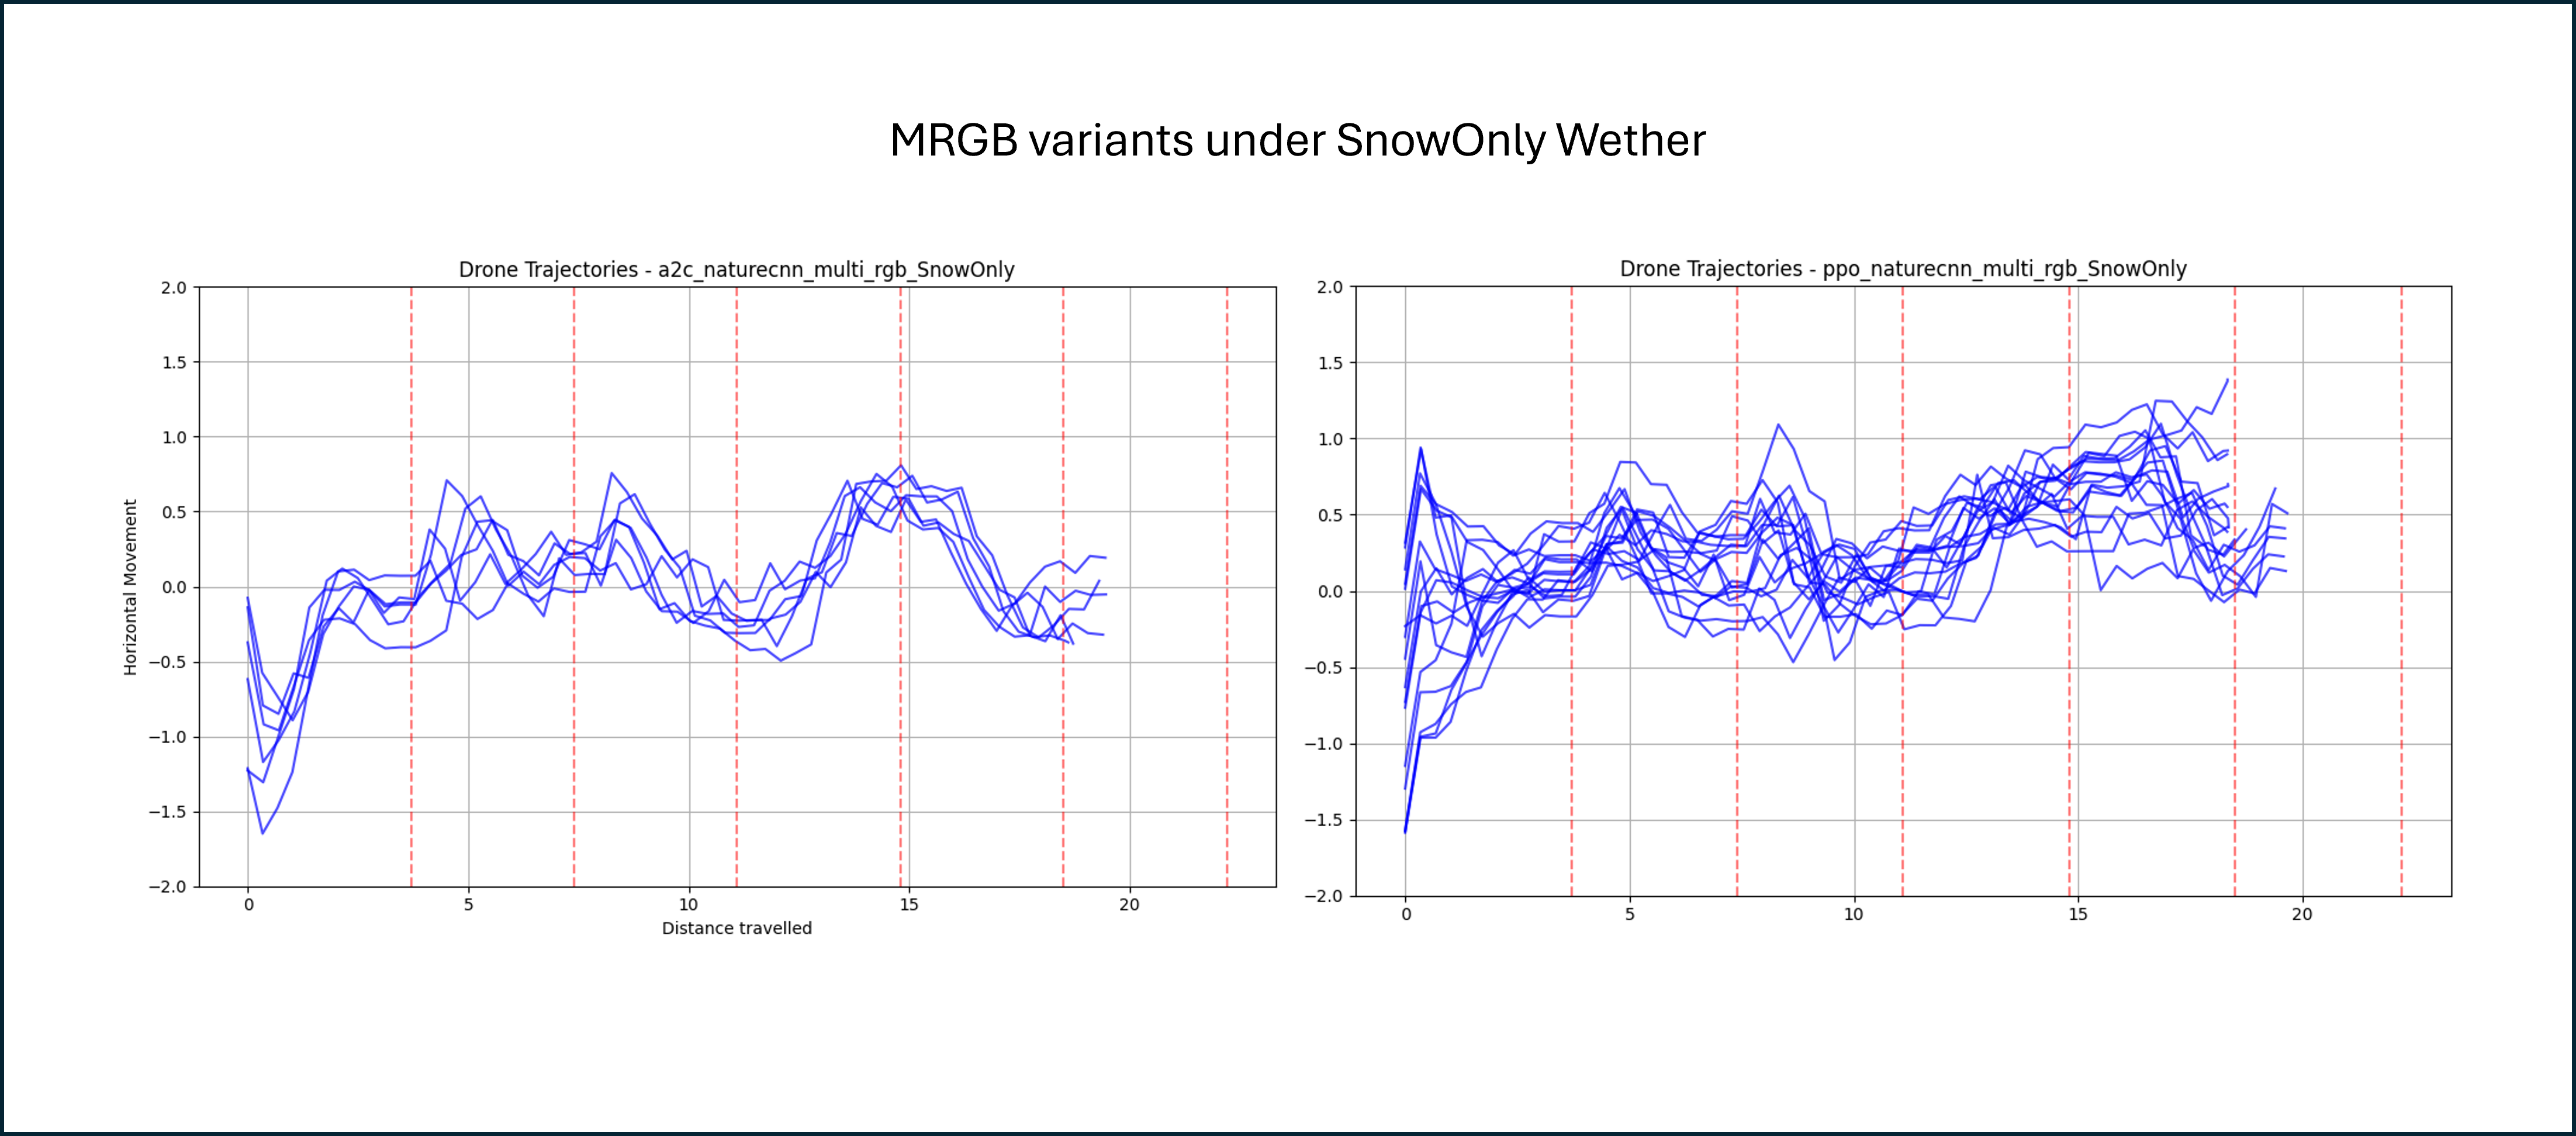 MRGB variants under SnowOnly Wether
Drone Trajectories - a2c_naturecnn_multi_rgb_SnowOnly
2.0
1.5
1.0
0.5
0.0
−0.5
−1.0
−1.5
−2.0
Horizontal Movement
0 5 10 15 20
Distance travelled
Drone Trajectories - ppo_naturecnn_multi_rgb_SnowOnly
2.0
1.5
1.0
0.5
0.0
−0.5
−1.0
−1.5
−2.0
0 5 10 15 20